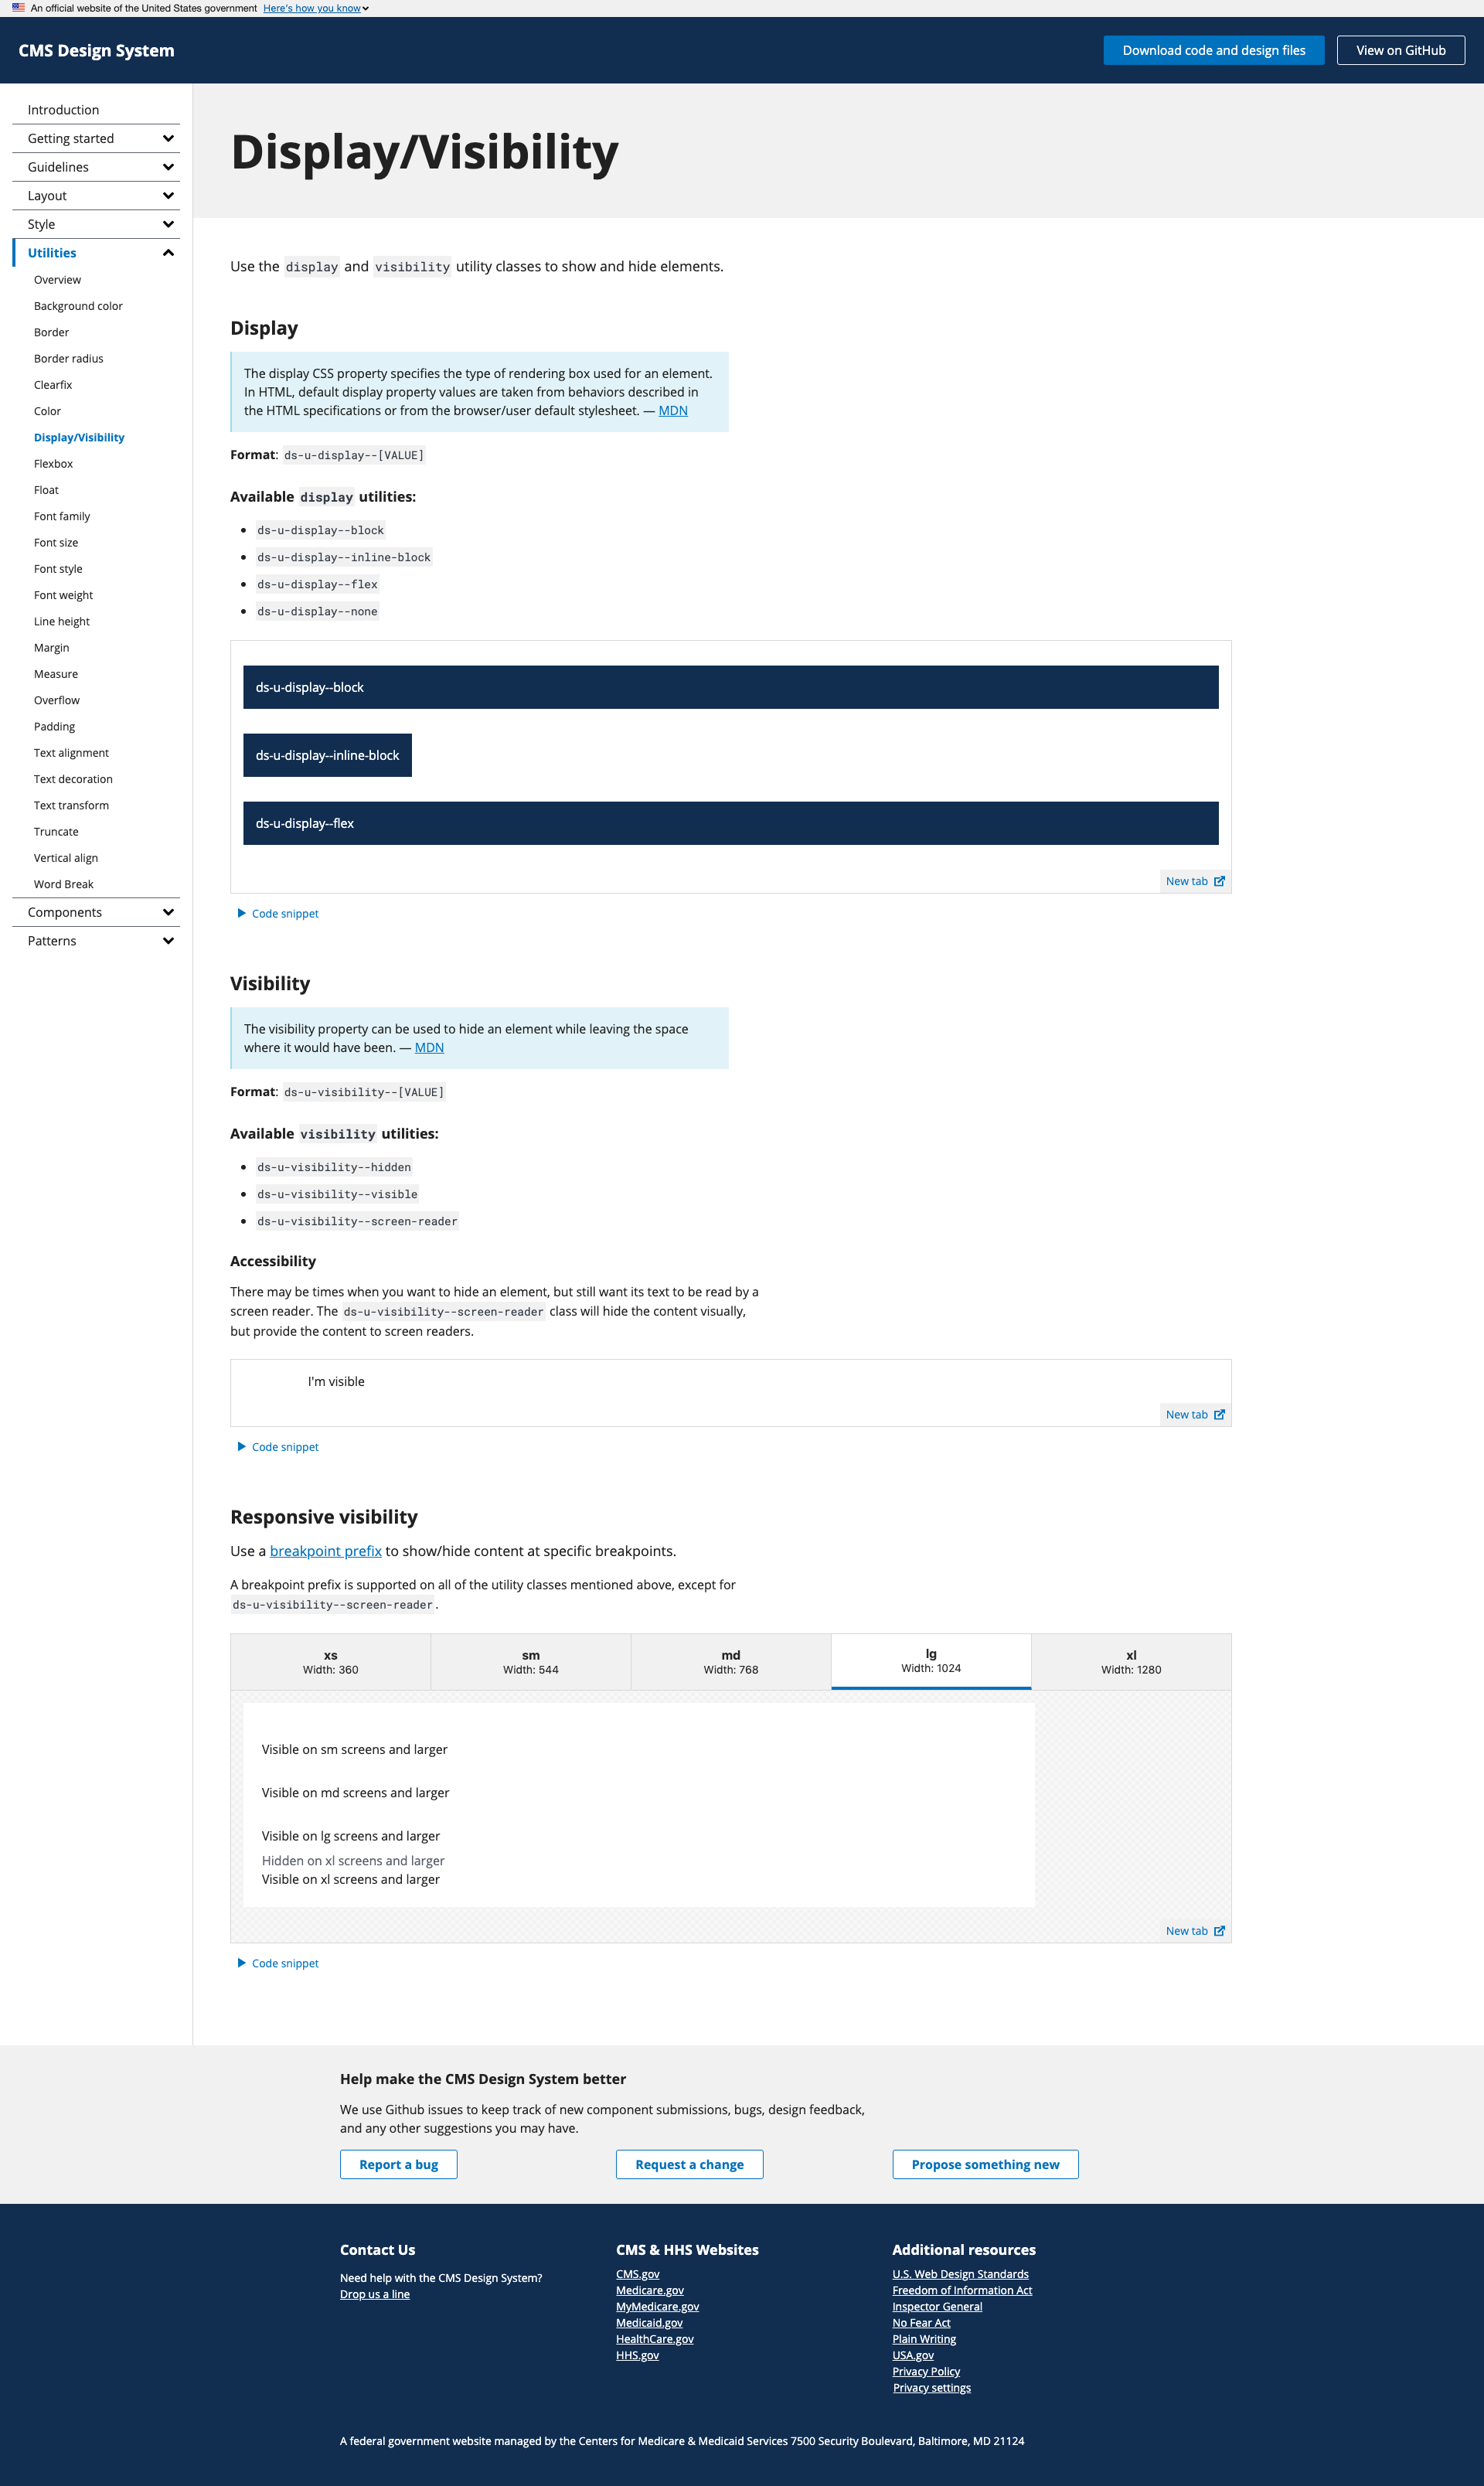 An official website of the United States government Here's how you know
CMS Design System
Download code and design files
View on GitHub
Introduction
Getting started
Guidelines
Layout
Style
Utilities
Overview
Background color
Border
Border radius
Clearfix
Color
Display/Visibility
Flexbox
Float
Font family
Font size
Font style
Font weight
Line height
Margin
Measure
Overflow
Padding
Text alignment
Text decoration
Text transform
Truncate
Vertical align
Word Break
Components
Patterns
Display/Visibility
Use the display and visibility utility classes to show and hide elements.
Display
The display CSS property specifies the type of rendering box used for an element.
In HTML, default display property values are taken from behaviors described in
the HTML specifications or from the browser/user default stylesheet. — MDN
Format: ds-u-display--[VALUE]
Available display utilities:
ds-u-display--block
ds-u-display--inline-block
ds-u-display--flex
ds-u-display--none
ds-u-display--block
ds-u-display--inline-block
ds-u-display--flex
New tab
Code snippet
Visibility
The visibility property can be used to hide an element while leaving the space
where it would have been. — MDN
Format: ds-u-visibility--[VALUE]
Available visibility utilities:
ds-u-visibility--hidden
ds-u-visibility--visible
ds-u-visibility--screen-reader
Accessibility
There may be times when you want to hide an element, but still want its text to be read by a
screen reader. The ds-u-visibility--screen-reader class will hide the content visually,
but provide the content to screen readers.
I'm visible
New tab
Code snippet
Responsive visibility
Use a breakpoint prefix to show/hide content at specific breakpoints.
A breakpoint prefix is supported on all of the utility classes mentioned above, except for
ds-u-visibility--screen-reader.
xs
Width: 360
sm
Width: 544
md
Width: 768
lg
Width: 1024
xl
Width: 1280
Visible on sm screens and larger
Visible on md screens and larger
Visible on lg screens and larger
Hidden on xl screens and larger
Visible on xl screens and larger
New tab
Code snippet
Help make the CMS Design System better
We use Github issues to keep track of new component submissions, bugs, design feedback,
and any other suggestions you may have.
Report a bug
Request a change
Propose something new
Contact Us
Need help with the CMS Design System?
Drop us a line
CMS & HHS Websites
CMS.gov
Medicare.gov
MyMedicare.gov
Medicaid.gov
HealthCare.gov
HHS.gov
Additional resources
U.S. Web Design Standards
Freedom of Information Act
Inspector General
No Fear Act
Plain Writing
USA.gov
Privacy Policy
Privacy settings
A federal government website managed by the Centers for Medicare & Medicaid Services 7500 Security Boulevard, Baltimore, MD 21124